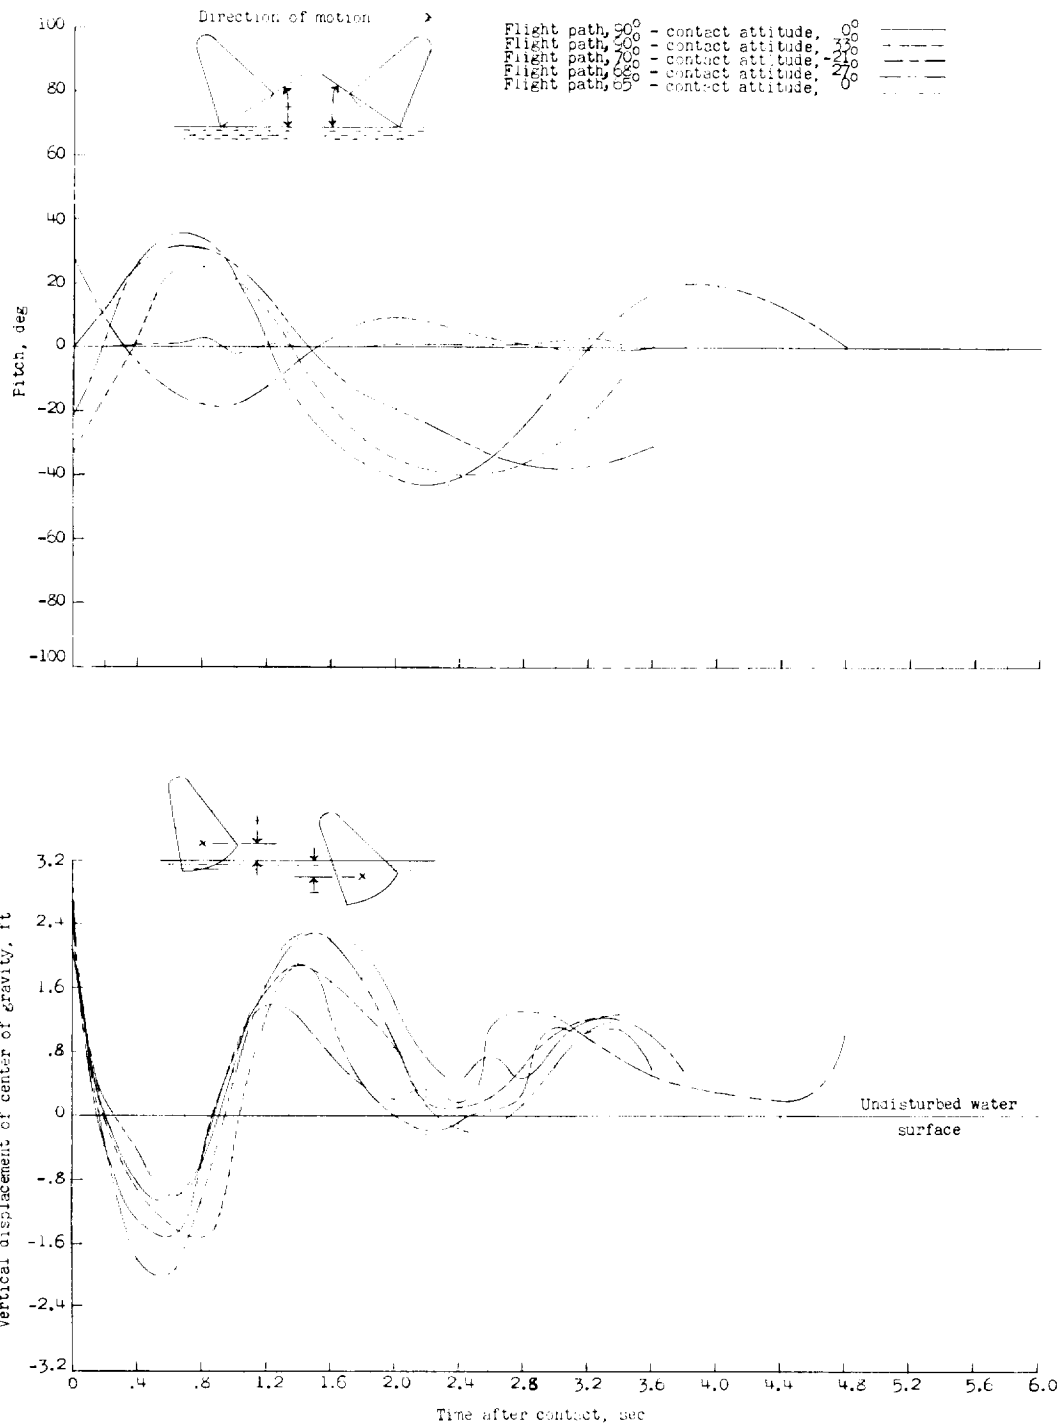 Direction of motion
Flight path, 90° - contact attitude, 0°
Flight path, 90° - contact attitude, 33°
Flight path, 70° - contact attitude, -21°
Flight path, 68° - contact attitude, 27°
Flight path, 65° - contact attitude, 0°
100
80
60
40
20
0
-20
-40
-60
-80
-100
Pitch, deg
3.2
2.4
1.6
.8
0
-.8
-1.6
-2.4
-3.2
Vertical displacement of center of gravity, ft
Undisturbed water
surface
0 .4 .8 1.2 1.6 2.0 2.4 2.8 3.2 3.6 4.0 4.4 4.8 5.2 5.6 6.0
Time after contact, sec